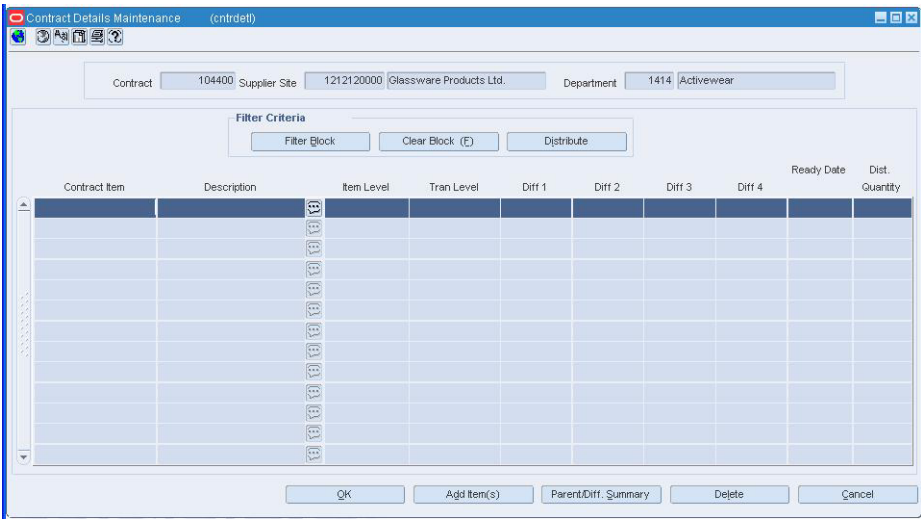 Contract Details Maintenance (cntrdetl)
Contract 104400 Supplier Site 1212120000 Glassware Products Ltd. Department 1414 Activewear
Filter Criteria
Filter Block Clear Block (F) Distribute
Ready Date Dist.
Contract Item Description Item Level Tran Level Diff 1 Diff 2 Diff 3 Diff 4 Quantity
OK Add Item(s) Parent/Diff. Summary Delete Cancel